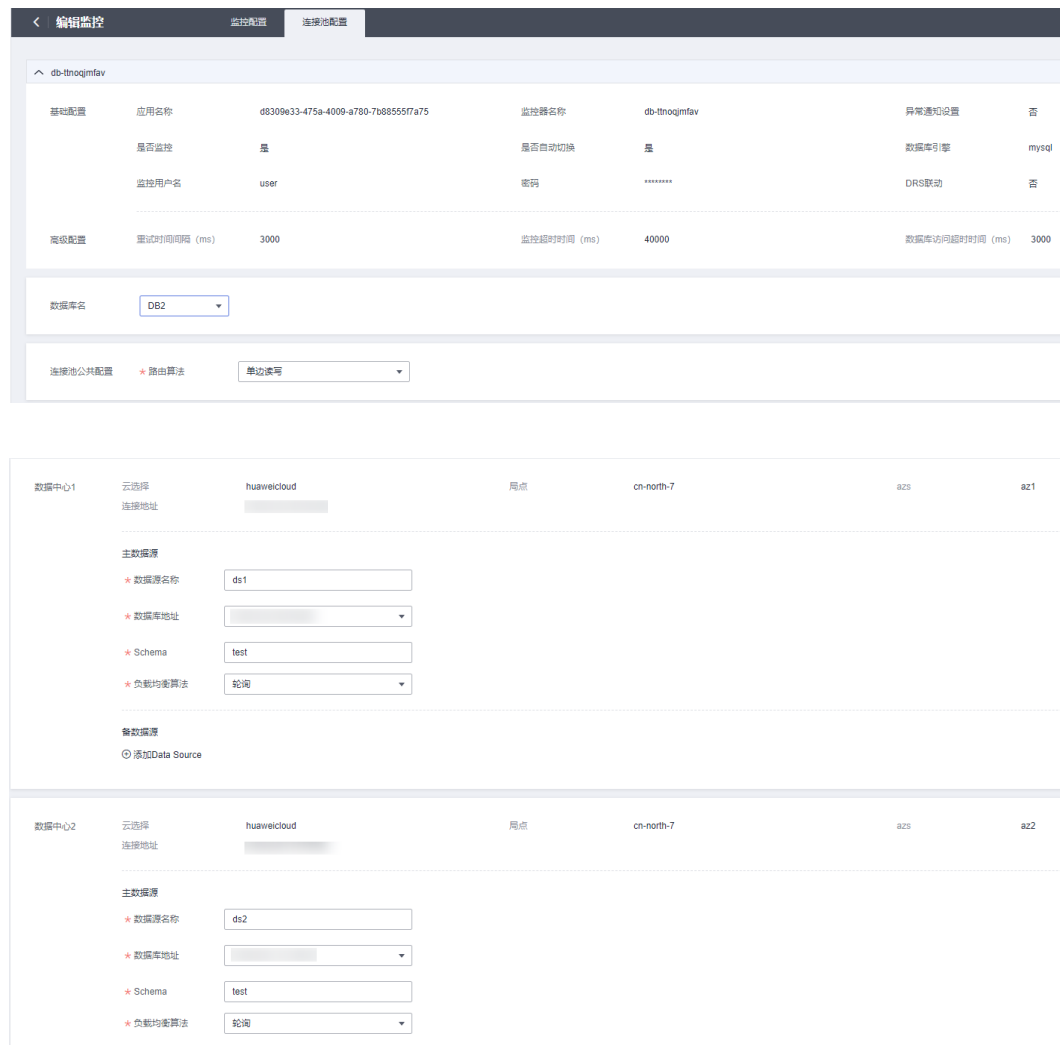 编辑监控 监控配置 连接池配置
db-ttnoqjmfav
基础配置 应用名称 d8309e33-475a-4009-a780-7b88555f7a75 监控器名称 db-ttnoqjmfav 异常通知设置 否
是否监控 是 是否自动切换 是 数据库引擎 mysql
监控用户名 user 密码 ******** DRS联动 否
高级配置 重试时间间隔 (ms) 3000 监控超时时间 (ms) 40000 数据库访问超时时间 (ms) 3000
数据库名 DB2
连接池公共配置 * 路由算法 单边读写
数据中心1 云选择 huaweicloud 局点 cn-north-7 azs az1
连接地址
主数据源
* 数据源名称 ds1
* 数据库地址
* Schema test
* 负载均衡算法 轮询
备数据源
添加Data Source
数据中心2 云选择 huaweicloud 局点 cn-north-7 azs az2
连接地址
主数据源
* 数据源名称 ds2
* 数据库地址
* Schema test
* 负载均衡算法 轮询